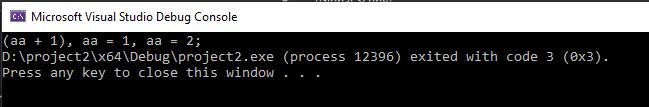 Microsoft Visual Studio Debug Console
(aa + 1), aa = 1, aa = 2;
D:\project2\x64\Debug\project2.exe (process 12396) exited with code 3 (0x3).
Press any key to close this window . . .